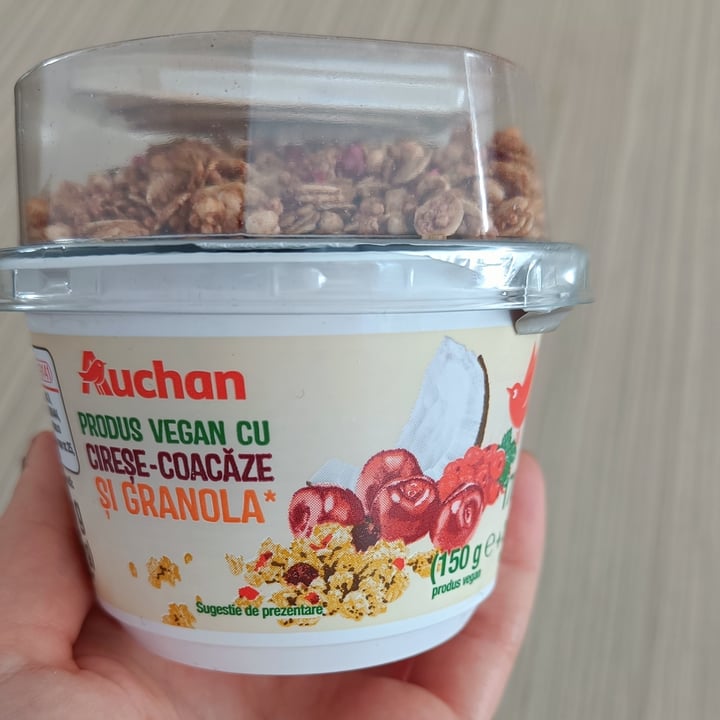 Auchan
PRODUS VEGAN CU
CIREȘE-COACĂZE
ȘI GRANOLA*
(150 g e+
produs vegan
Sugestie de prezentare